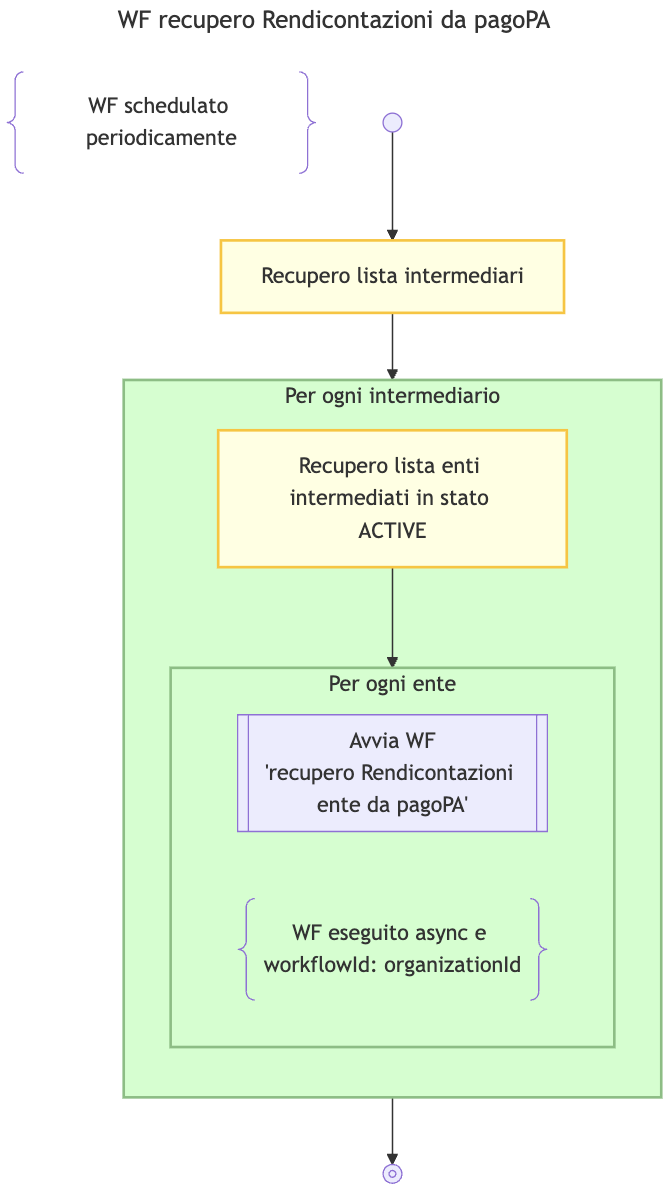 WF recupero Rendicontazioni da pagoPA
WF schedulato
periodicamente
Recupero lista intermediari
Per ogni intermediario
Recupero lista enti
intermediati in stato
ACTIVE
Per ogni ente
Avvia WF
'recupero Rendicontazioni
ente da pagoPA'
WF eseguito async e
workflowId: organizationId